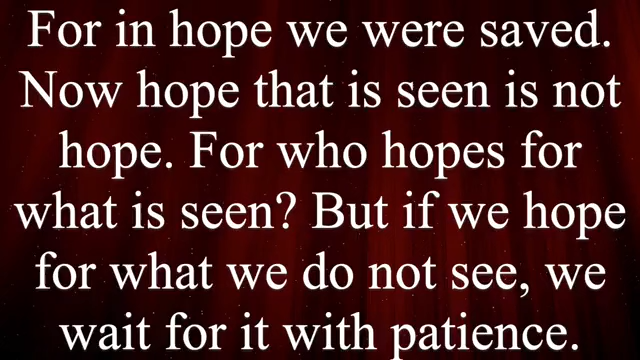 For in hope we were saved.
Now hope that is seen is not
hope. For who hopes for
what is seen? But if we hope
for what we do not see, we
wait for it with patience.